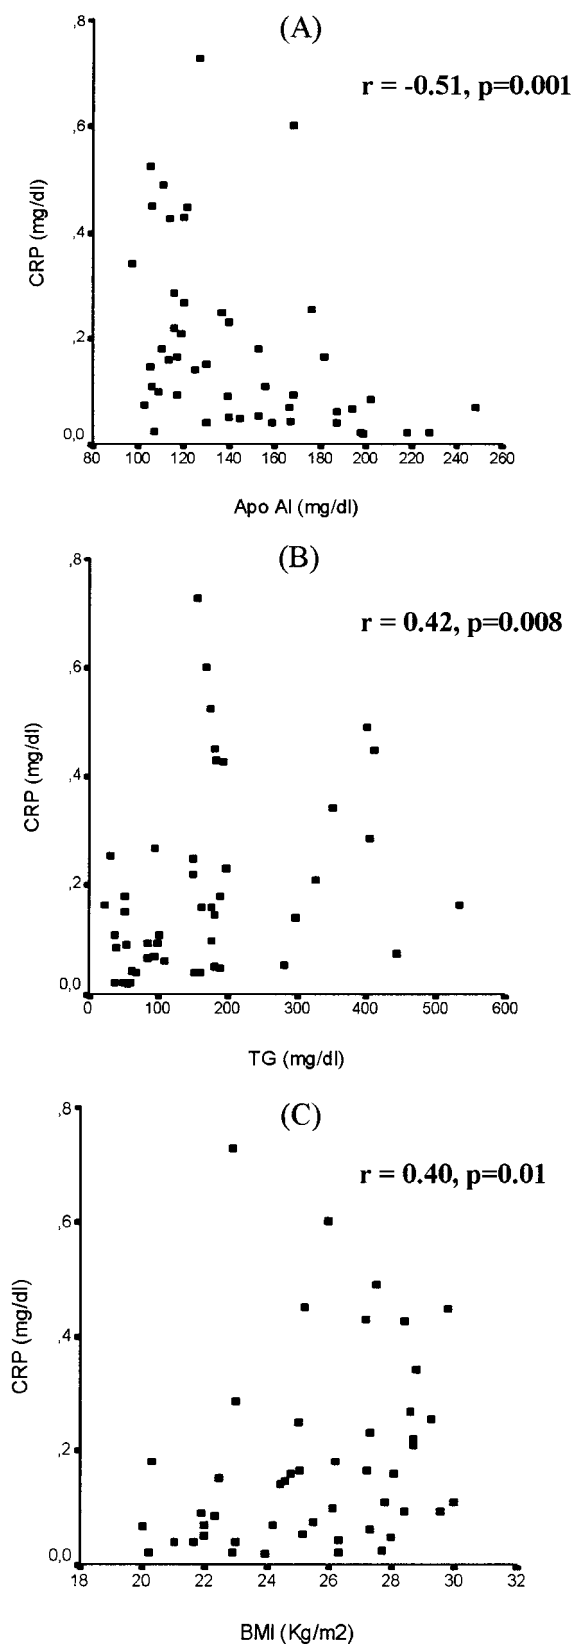 (A)
r = -0.51, p=0.001
,8
,6
,4
,2
0,0
CRP (mg/dl)
80 100 120 140 160 180 200 220 240 260
Apo AI (mg/dl)
(B)
r = 0.42, p=0.008
,8
,6
,4
,2
0,0
CRP (mg/dl)
0 100 200 300 400 500 600
TG (mg/dl)
(C)
r = 0.40, p=0.01
,8
,6
,4
,2
0,0
CRP (mg/dl)
18 20 22 24 26 28 30 32
BMI (Kg/m2)